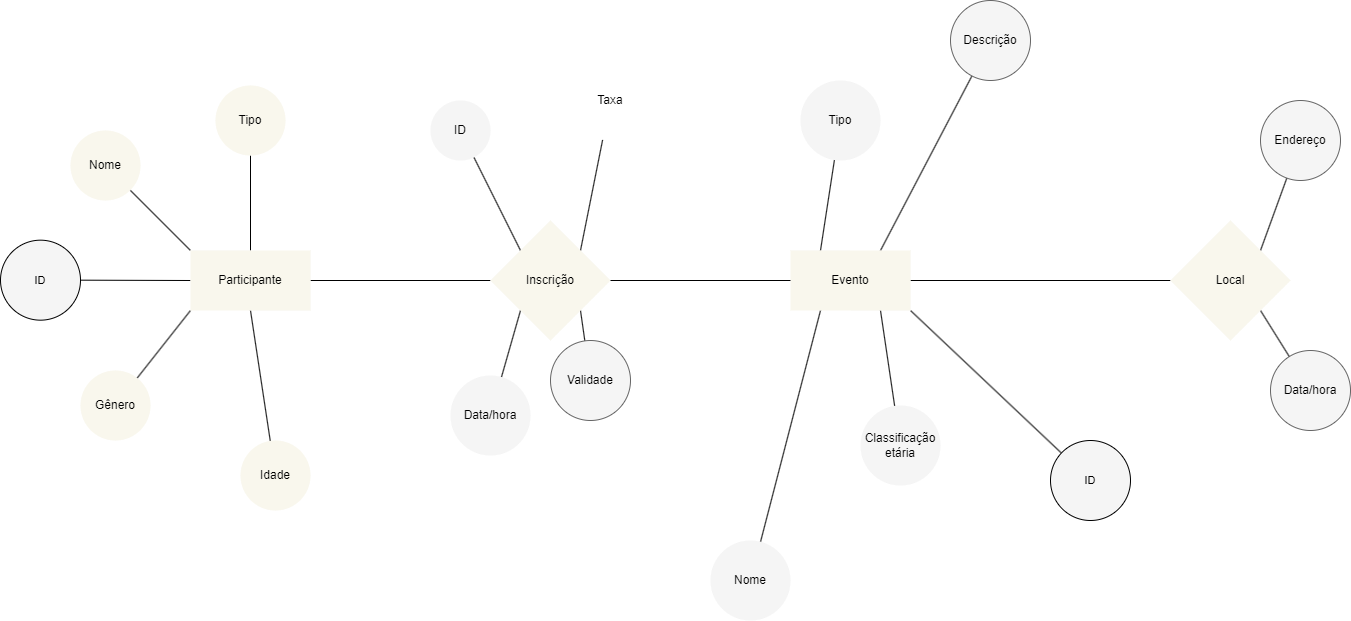 Descrição
Taxa
Tipo
Tipo
ID
Endereço
Nome
ID
Participante
Inscrição
Evento
Local
Validade
Data/hora
Gênero
Data/hora
Classificação
etária
Idade
ID
Nome